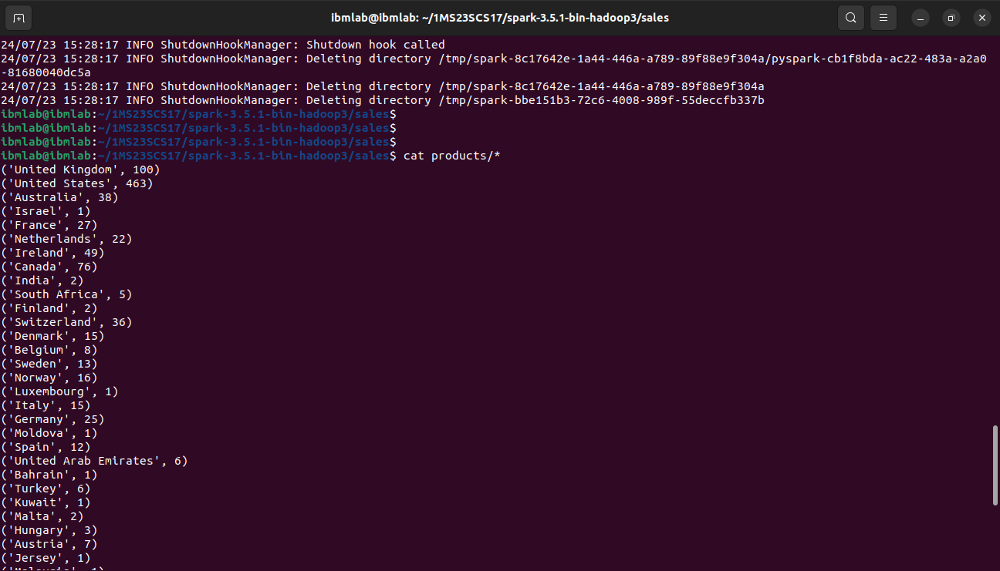 ibmlab@ibmlab: ~/1MS23SCS17/spark-3.5.1-bin-hadoop3/sales
24/07/23 15:28:17 INFO ShutdownHookManager: Shutdown hook called
24/07/23 15:28:17 INFO ShutdownHookManager: Deleting directory /tmp/spark-8c17642e-1a44-446a-a789-89f88e9f304a/pyspark-cb1f8bda-ac22-483a-a2a0
-81680040dc5a
24/07/23 15:28:17 INFO ShutdownHookManager: Deleting directory /tmp/spark-8c17642e-1a44-446a-a789-89f88e9f304a
24/07/23 15:28:17 INFO ShutdownHookManager: Deleting directory /tmp/spark-bbe151b3-72c6-4008-989f-55deccfb337b
ibmlab@ibmlab:~/1MS23SCS17/spark-3.5.1-bin-hadoop3/sales$
ibmlab@ibmlab:~/1MS23SCS17/spark-3.5.1-bin-hadoop3/sales$
ibmlab@ibmlab:~/1MS23SCS17/spark-3.5.1-bin-hadoop3/sales$
ibmlab@ibmlab:~/1MS23SCS17/spark-3.5.1-bin-hadoop3/sales$ cat products/*
('United Kingdom', 100)
('United States', 463)
('Australia', 38)
('Israel', 1)
('France', 27)
('Netherlands', 22)
('Ireland', 49)
('Canada', 76)
('India', 2)
('South Africa', 5)
('Finland', 2)
('Switzerland', 36)
('Denmark', 15)
('Belgium', 8)
('Sweden', 13)
('Norway', 16)
('Luxembourg', 1)
('Italy', 15)
('Germany', 25)
('Moldova', 1)
('Spain', 12)
('United Arab Emirates', 6)
('Bahrain', 1)
('Turkey', 6)
('Kuwait', 1)
('Malta', 2)
('Hungary', 3)
('Austria', 7)
('Jersey', 1)
('Malaysia', 1)